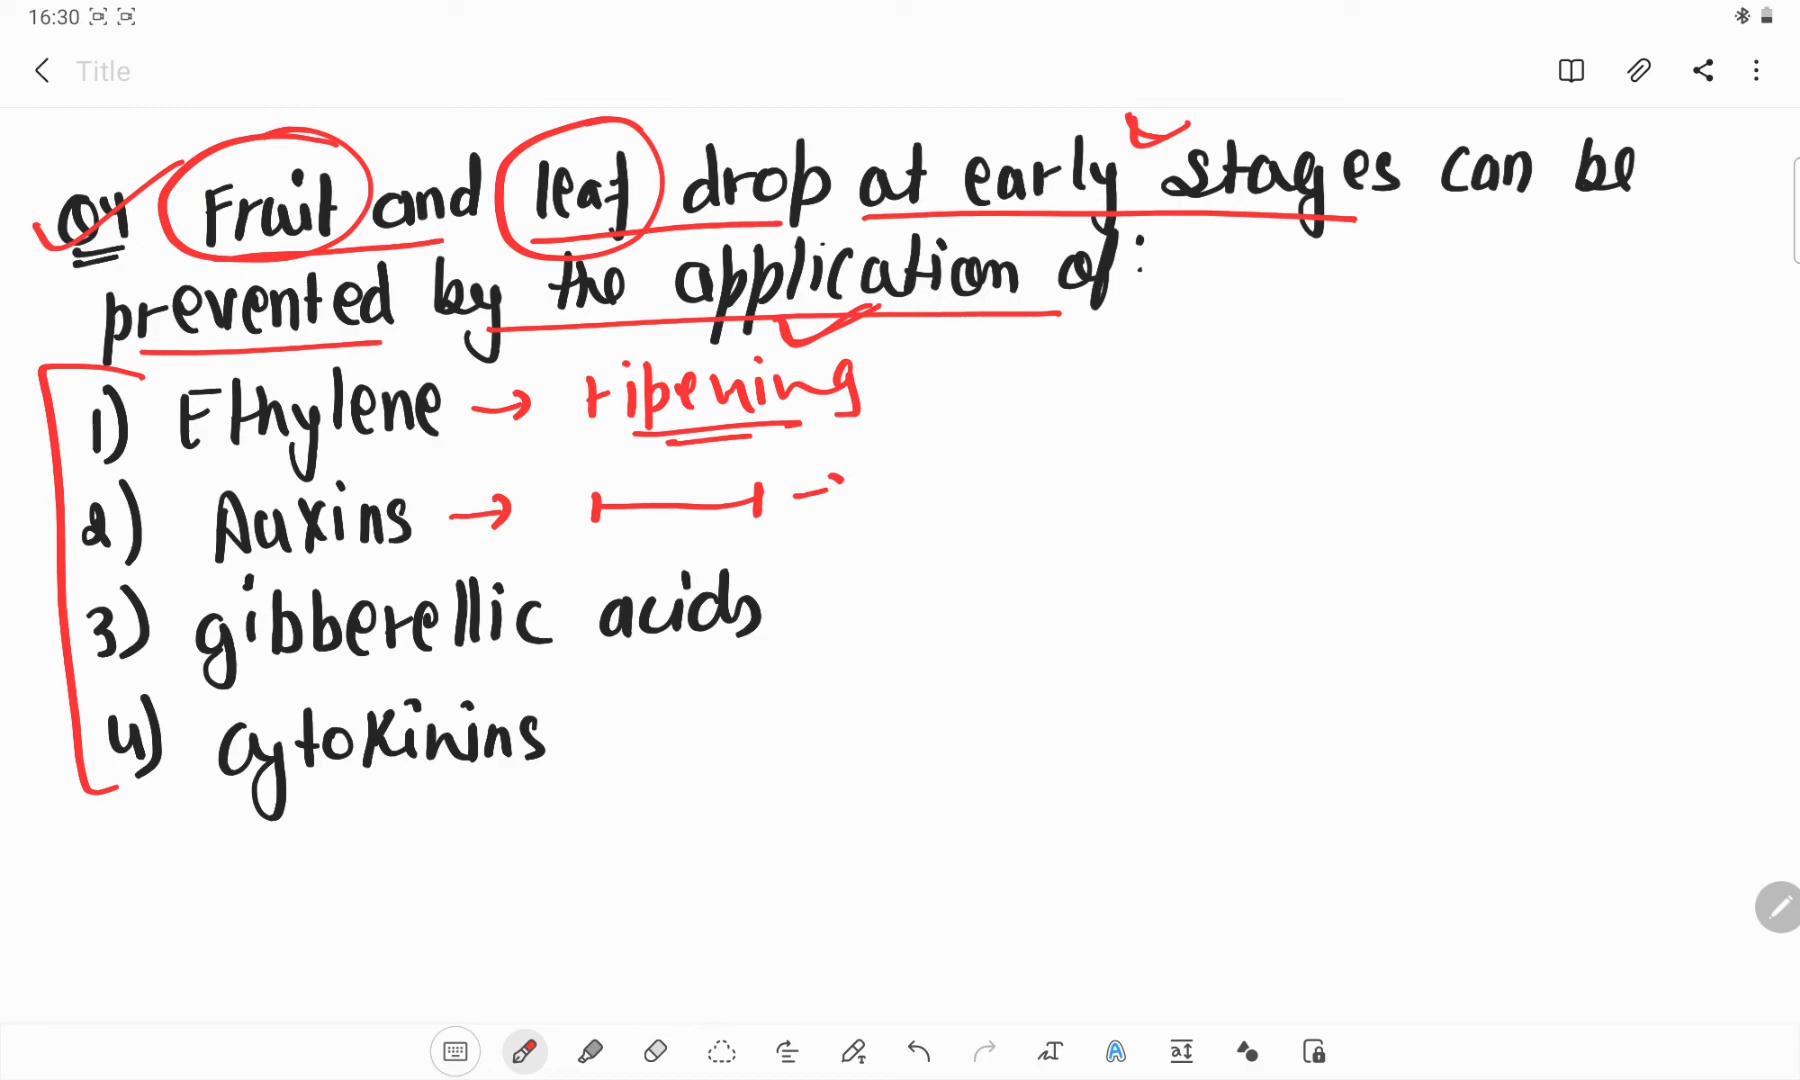 16:30
Title
Q4 Fruit and leaf drop at early stages can be
prevented by the application of:
1) Ethylene → ripening
2) Auxins →
3) gibberellic acids
4) cytokinins